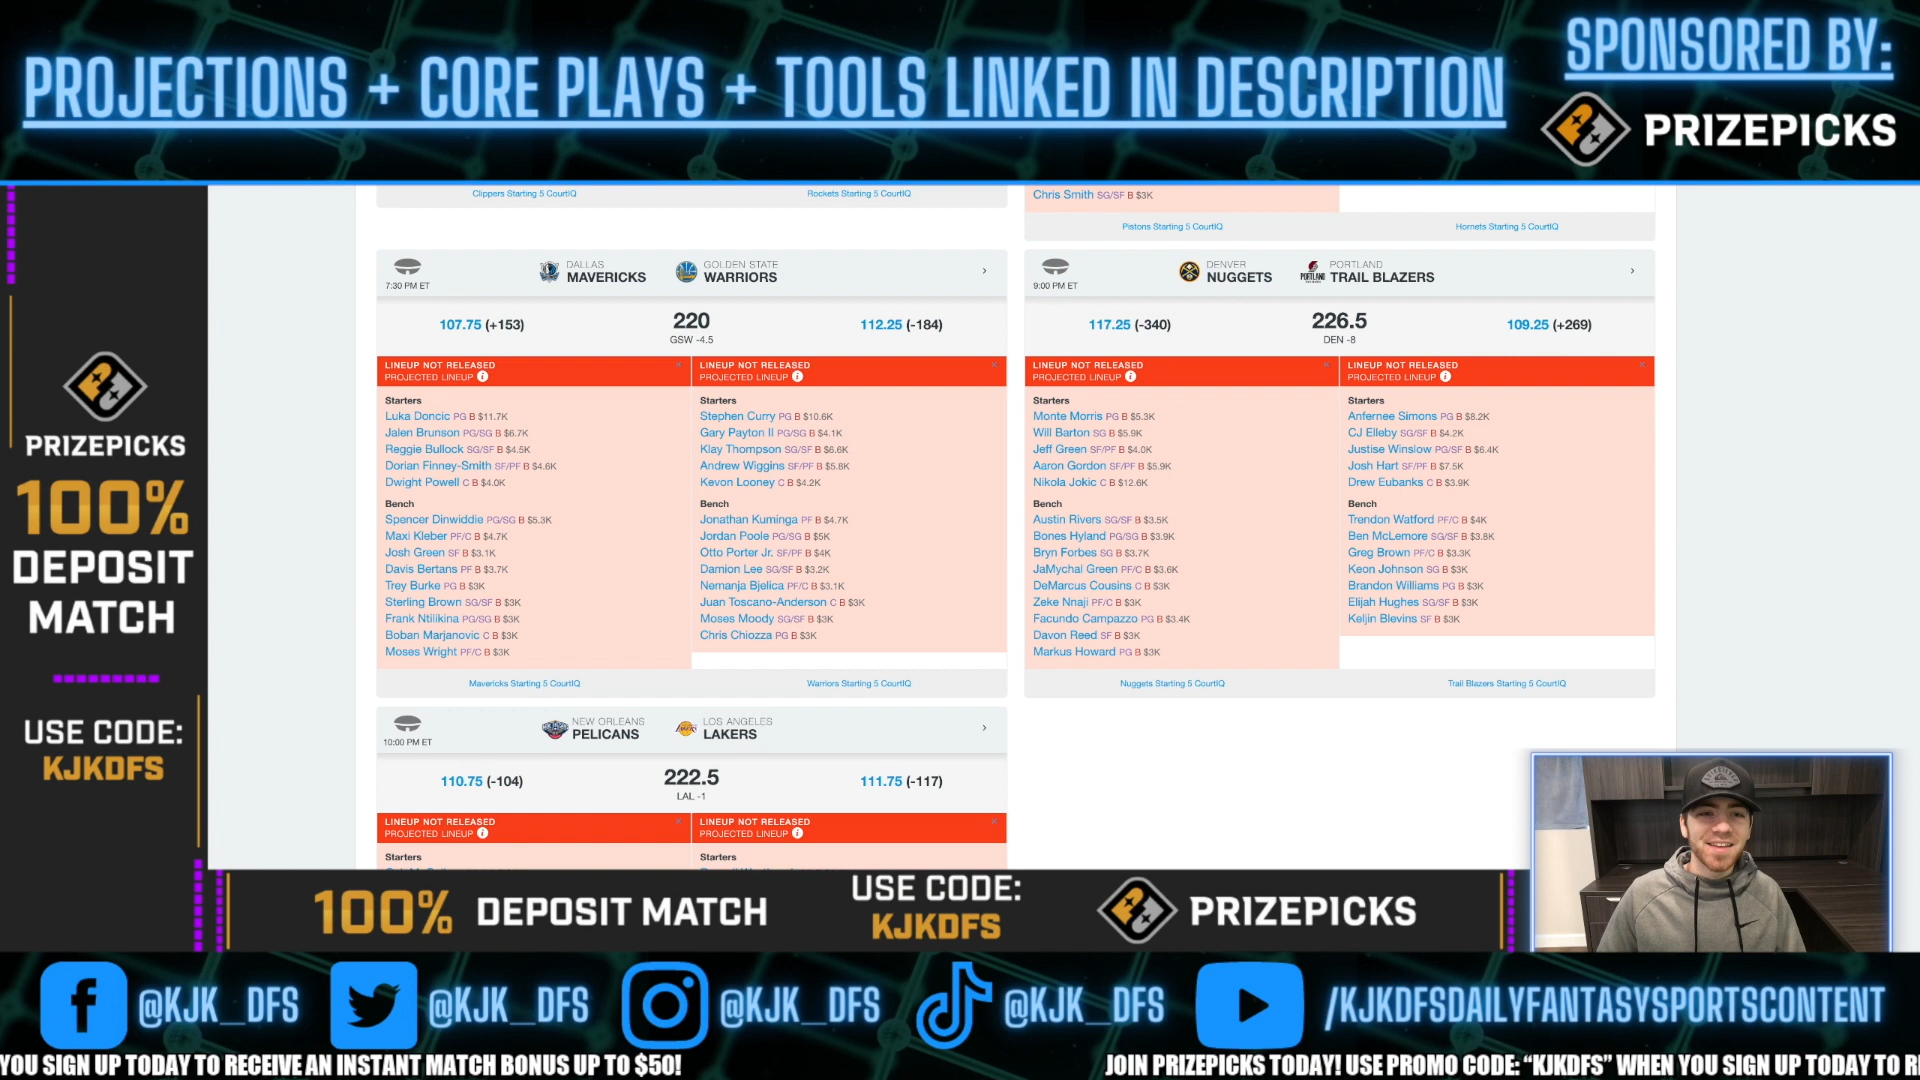 PROJECTIONS + CORE PLAYS + TOOLS LINKED IN DESCRIPTION
SPONSORED BY:
PRIZEPICKS
PRIZEPICKS
100%
DEPOSIT
MATCH
USE CODE:
KJKDFS
Clippers Starting 5 CourtIQ
Rockets Starting 5 CourtIQ
Chris Smith SG/SF B $3K
Pistons Starting 5 CourtIQ
Hornets Starting 5 CourtIQ
7:30 PM ET
DALLAS
MAVERICKS
GOLDEN STATE
WARRIORS
107.75 (+153)
220
GSW -4.5
112.25 (-184)
LINEUP NOT RELEASED
PROJECTED LINEUP
Starters
Luka Doncic PG B $11.7K
Jalen Brunson PG/SG B $6.7K
Reggie Bullock SG/SF B $4.5K
Dorian Finney-Smith SF/PF B $4.6K
Dwight Powell C B $4.0K
Bench
Spencer Dinwiddie PG/SG B $5.3K
Maxi Kleber PF/C B $4.7K
Josh Green SF B $3.1K
Davis Bertans PF B $3.7K
Trey Burke PG B $3K
Sterling Brown SG/SF B $3K
Frank Ntilikina PG/SG B $3K
Boban Marjanovic C B $3K
Moses Wright PF/C B $3K
Mavericks Starting 5 CourtIQ
LINEUP NOT RELEASED
PROJECTED LINEUP
Starters
Stephen Curry PG B $10.6K
Gary Payton II PG/SG B $4.1K
Klay Thompson SG/SF B $6.6K
Andrew Wiggins SF/PF B $5.8K
Kevon Looney C B $4.2K
Bench
Jonathan Kuminga PF B $4.7K
Jordan Poole PG/SG B $5K
Otto Porter Jr. SF/PF B $4K
Damion Lee SG/SF B $3.2K
Nemanja Bjelica PF/C B $3.1K
Juan Toscano-Anderson C B $3K
Moses Moody SG/SF B $3K
Chris Chiozza PG B $3K
Warriors Starting 5 CourtIQ
9:00 PM ET
DENVER
NUGGETS
PORTLAND
TRAIL BLAZERS
117.25 (-340)
226.5
DEN -8
109.25 (+269)
LINEUP NOT RELEASED
PROJECTED LINEUP
Starters
Monte Morris PG B $5.3K
Will Barton SG B $5.9K
Jeff Green SF/PF B $4.0K
Aaron Gordon SF/PF B $5.9K
Nikola Jokic C B $12.6K
Bench
Austin Rivers SG/SF B $3.5K
Bones Hyland PG/SG B $3.9K
Bryn Forbes SG B $3.7K
JaMychal Green PF/C B $3.6K
DeMarcus Cousins C B $3K
Zeke Nnaji PF/C B $3K
Facundo Campazzo PG B $3.4K
Davon Reed SF B $3K
Markus Howard PG B $3K
Nuggets Starting 5 CourtIQ
LINEUP NOT RELEASED
PROJECTED LINEUP
Starters
Anfernee Simons PG B $8.2K
CJ Elleby SG/SF B $4.2K
Justise Winslow PG/SF B $6.4K
Josh Hart SF/PF B $7.5K
Drew Eubanks C B $3.9K
Bench
Trendon Watford PF/C B $4K
Ben McLemore SG/SF B $3.8K
Greg Brown PF/C B $3.3K
Keon Johnson SG B $3K
Brandon Williams PG B $3K
Elijah Hughes SG/SF B $3K
Keljin Blevins SF B $3K
Trail Blazers Starting 5 CourtIQ
10:00 PM ET
NEW ORLEANS
PELICANS
LOS ANGELES
LAKERS
110.75 (-104)
222.5
LAL -1
111.75 (-117)
LINEUP NOT RELEASED
PROJECTED LINEUP
Starters
LINEUP NOT RELEASED
PROJECTED LINEUP
Starters
100% DEPOSIT MATCH
USE CODE:
KJKDFS
PRIZEPICKS
@KJK_DFS
@KJK_DFS
@KJK_DFS
@KJK_DFS
/KJKDFSDAILYFANTASYSPORTSCONTENT
YOU SIGN UP TODAY TO RECEIVE AN INSTANT MATCH BONUS UP TO $50!
JOIN PRIZEPICKS TODAY! USE PROMO CODE: "KJKDFS" WHEN YOU SIGN UP TODAY TO